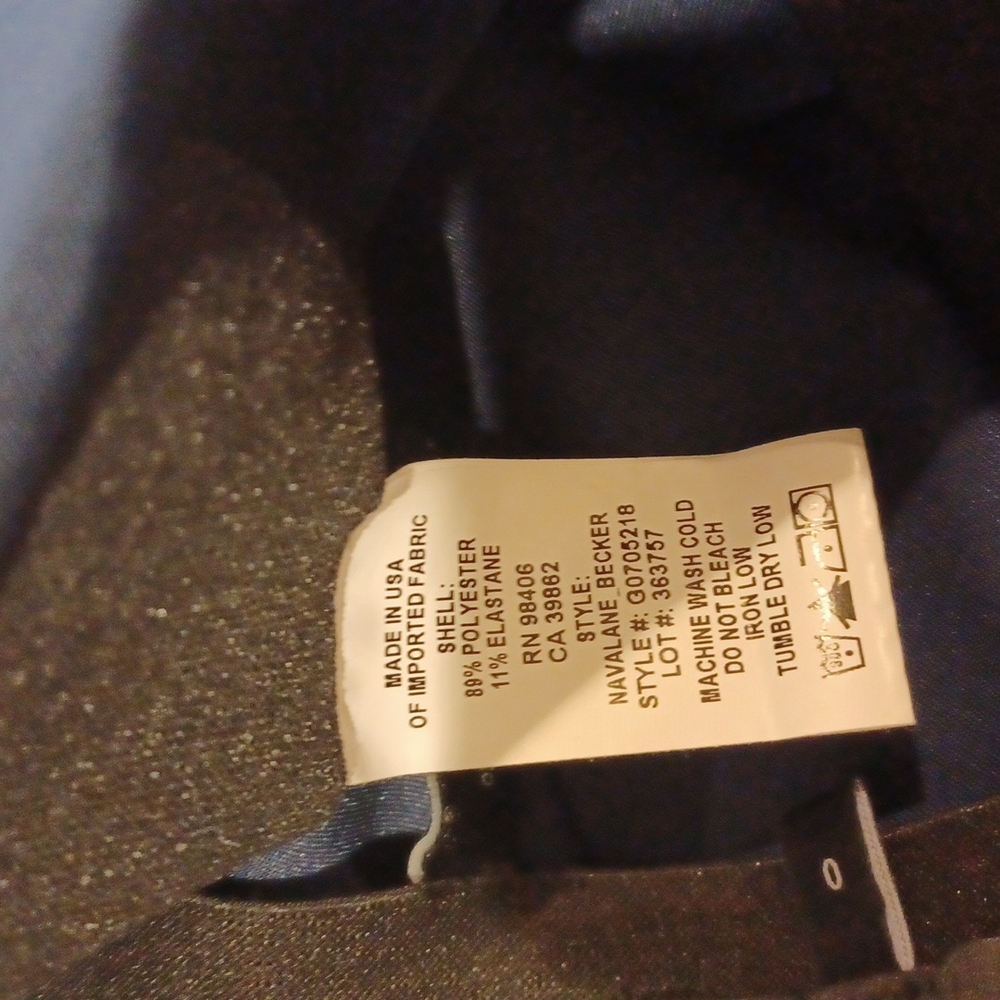 MADE IN USA
OF IMPORTED FABRIC
SHELL:
89% POLYESTER
11% ELASTANE
RN 98406
CA 39862
STYLE:
NAVALANE_BECKER
STYLE #: G0705218
LOT #: 363757
MACHINE WASH COLD
DO NOT BLEACH
IRON LOW
TUMBLE DRY LOW
0